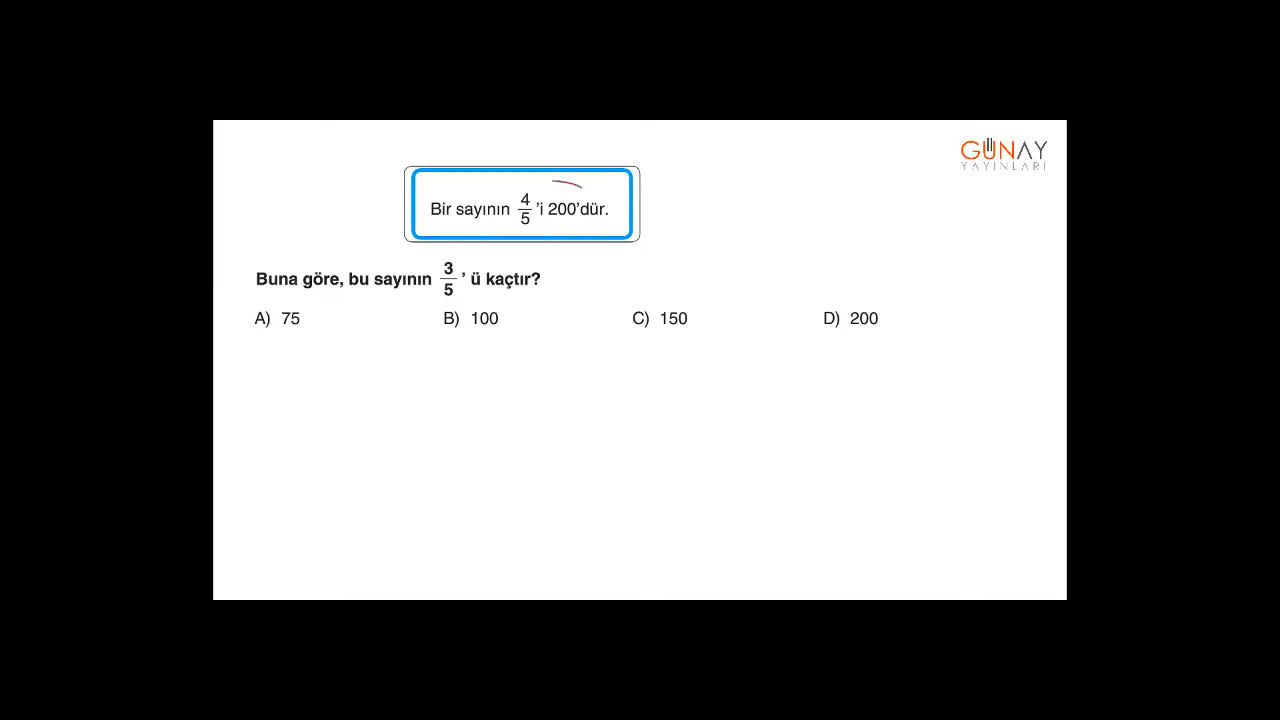 GÜNAY
YAYINLARI
Bir sayının 4/5 'i 200'dür.
Buna göre, bu sayının 3/5 ' ü kaçtır?
A) 75 B) 100 C) 150 D) 200